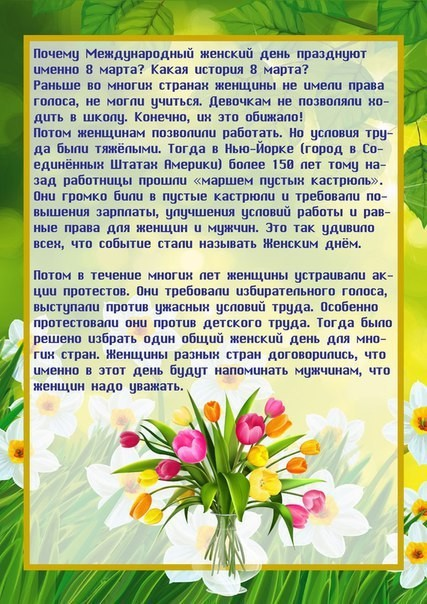 Почему Международный женский день празднуют
именно 8 марта? Какая история 8 марта?
Раньше во многих странах женщины не имели права
голоса, не могли учиться. Девочкам не позволяли хо-
дить в школу. Конечно, их это обижало!
Потом женщинам позволили работать. Но условия тру-
да были тяжёлыми. Тогда в Нью-Йорке (город в Со-
единённых Штатах Америки) более 150 лет тому на-
зад работницы прошли «маршем пустых кастрюль».
Они громко били в пустые кастрюли и требовали по-
вышения зарплаты, улучшения условий работы и рав-
ные права для женщин и мужчин. Это так удивило
всех, что событие стали называть Женским днём.
Потом в течение многих лет женщины устраивали ак-
ции протестов. Они требовали избирательного голоса,
выступали против ужасных условий труда. Особенно
протестовали они против детского труда. Тогда было
решено избрать один общий женский день для мно-
гих стран. Женщины разных стран договорились, что
именно в этот день будут напоминать мужчинам, что
женщин надо уважать.